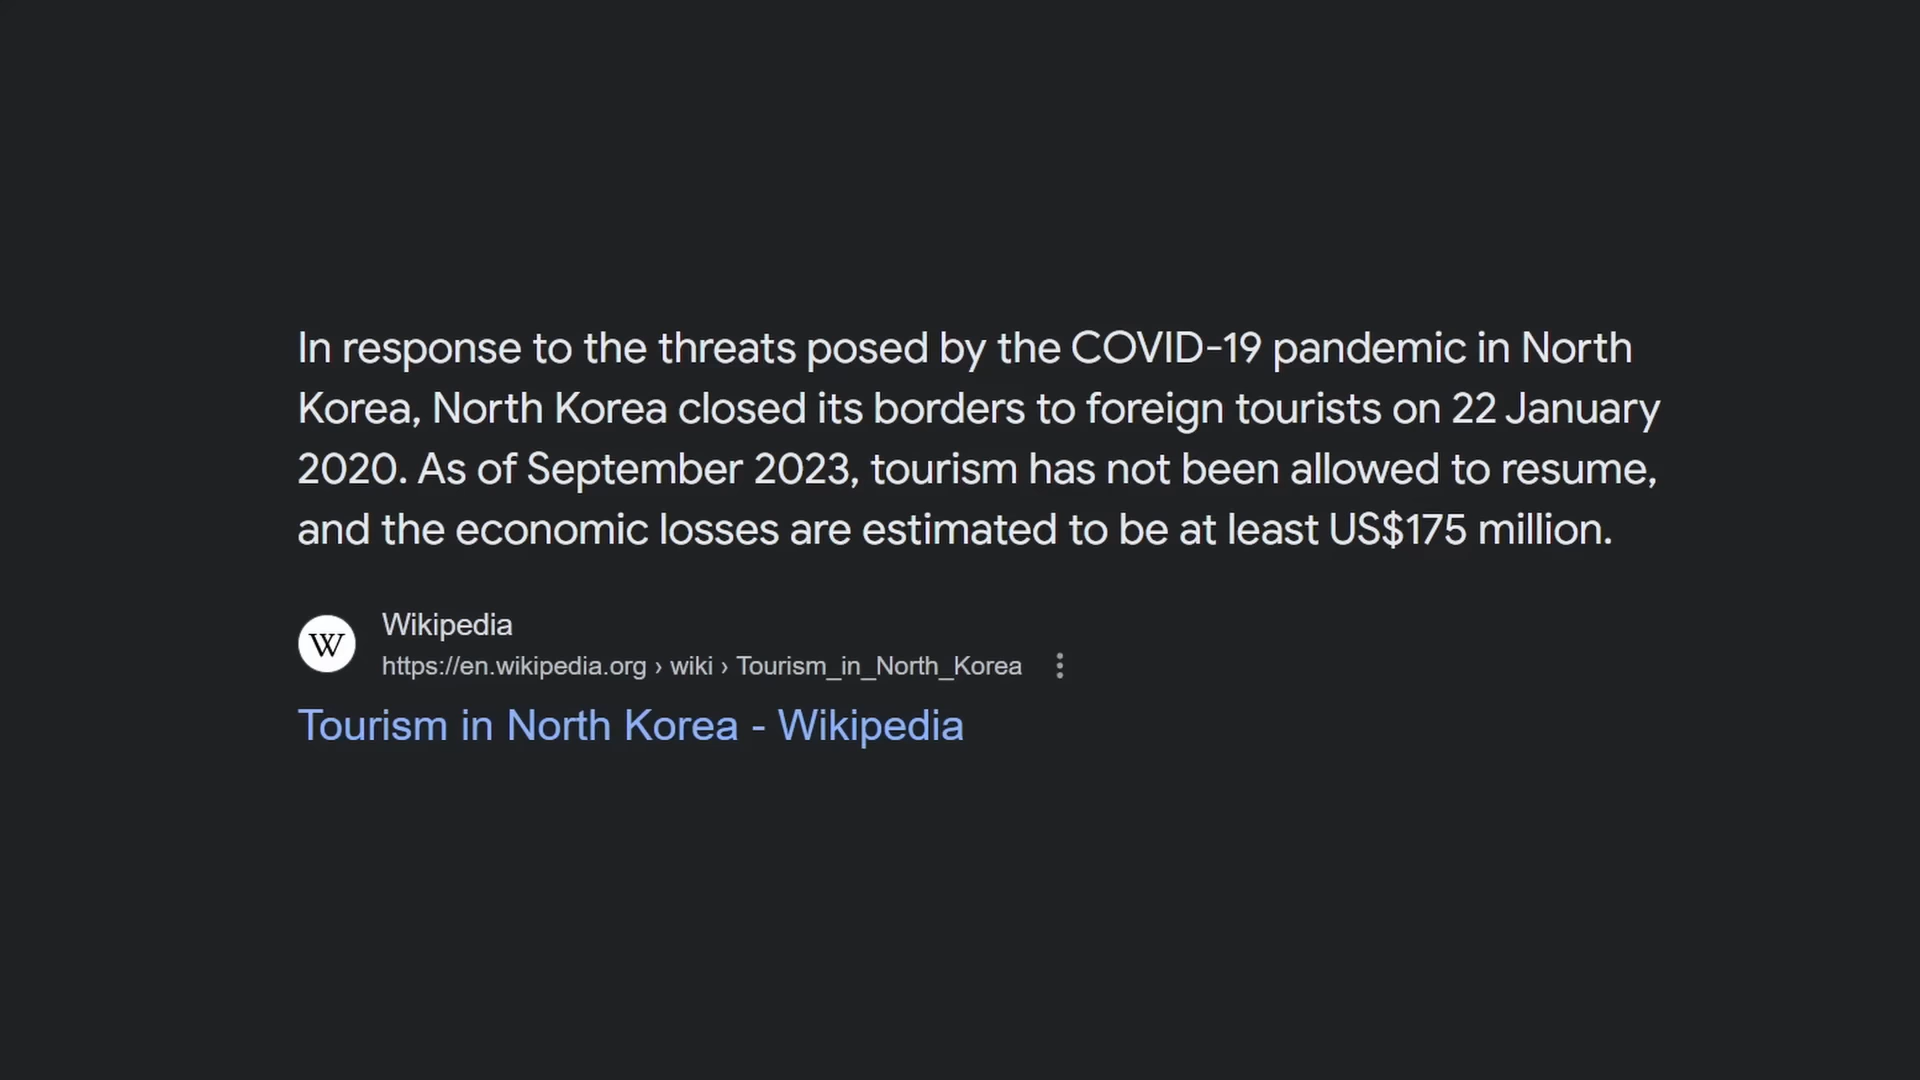 In response to the threats posed by the COVID-19 pandemic in North
Korea, North Korea closed its borders to foreign tourists on 22 January
2020. As of September 2023, tourism has not been allowed to resume,
and the economic losses are estimated to be at least US$175 million.
W
Wikipedia
https://en.wikipedia.org › wiki › Tourism_in_North_Korea
Tourism in North Korea - Wikipedia